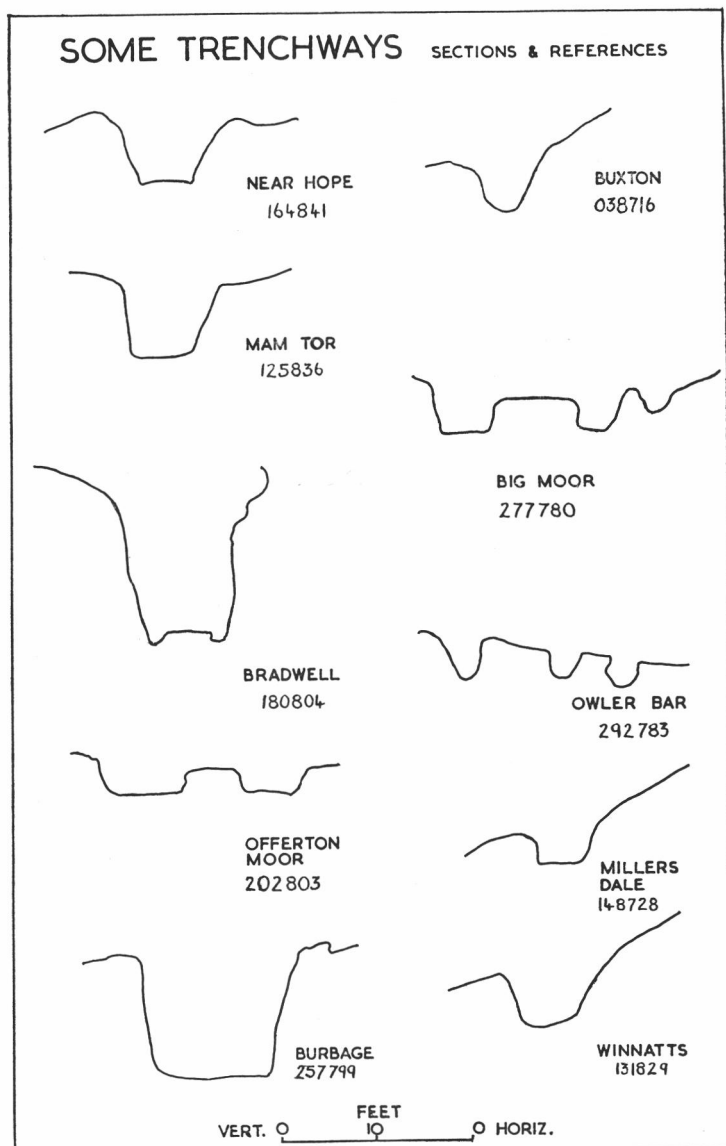 SOME TRENCHWAYS SECTIONS & REFERENCES
NEAR HOPE
164841
BUXTON
038716
MAM TOR
125836
BIG MOOR
277780
BRADWELL
180804
OWLER BAR
292783
OFFERTON
MOOR
202803
MILLERS
DALE
148728
BURBAGE
257799
WINNATTS
131829
FEET
VERT. 0 10 0 HORIZ.